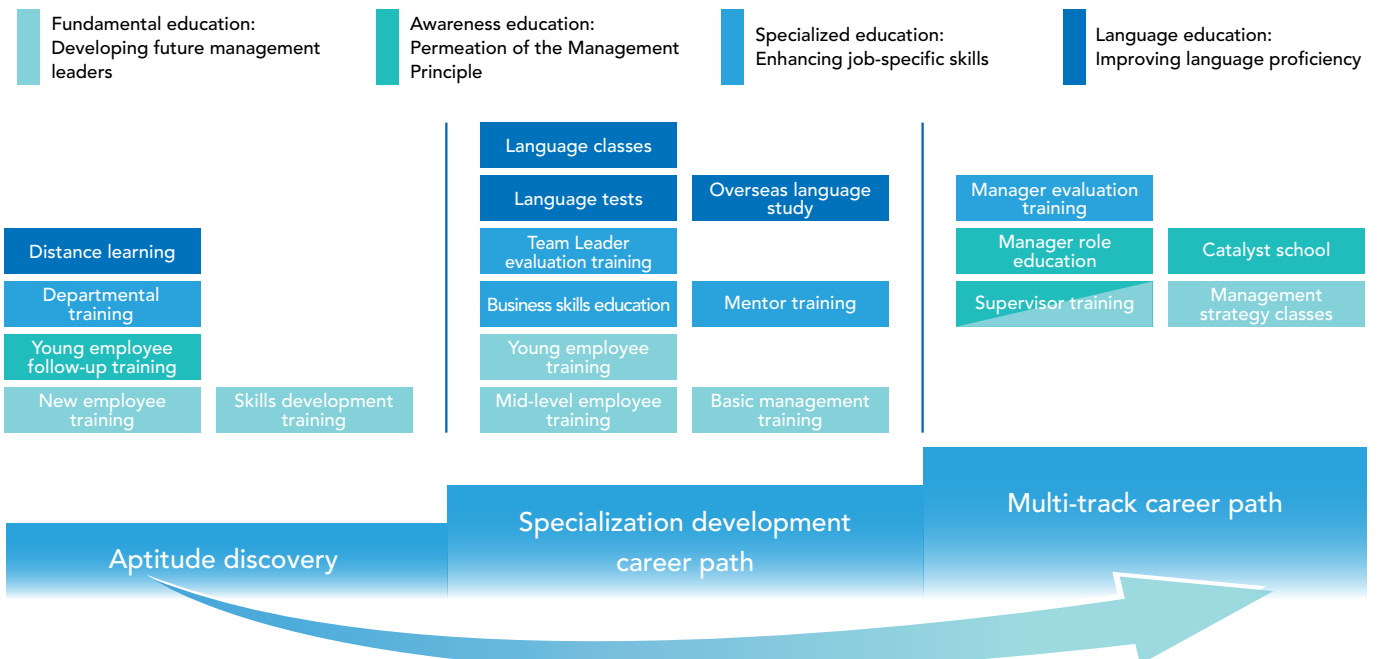 Fundamental education:
Developing future management
leaders
Awareness education:
Permeation of the Management
Principle
Specialized education:
Enhancing job-specific skills
Language education:
Improving language proficiency
Distance learning
Departmental
training
Young employee
follow-up training
New employee
training
Skills development
training
Language classes
Language tests
Overseas language
study
Team Leader
evaluation training
Business skills education
Mentor training
Young employee
training
Mid-level employee
training
Basic management
training
Manager evaluation
training
Manager role
education
Catalyst school
Supervisor training
Management
strategy classes
Aptitude discovery
Specialization development
career path
Multi-track career path